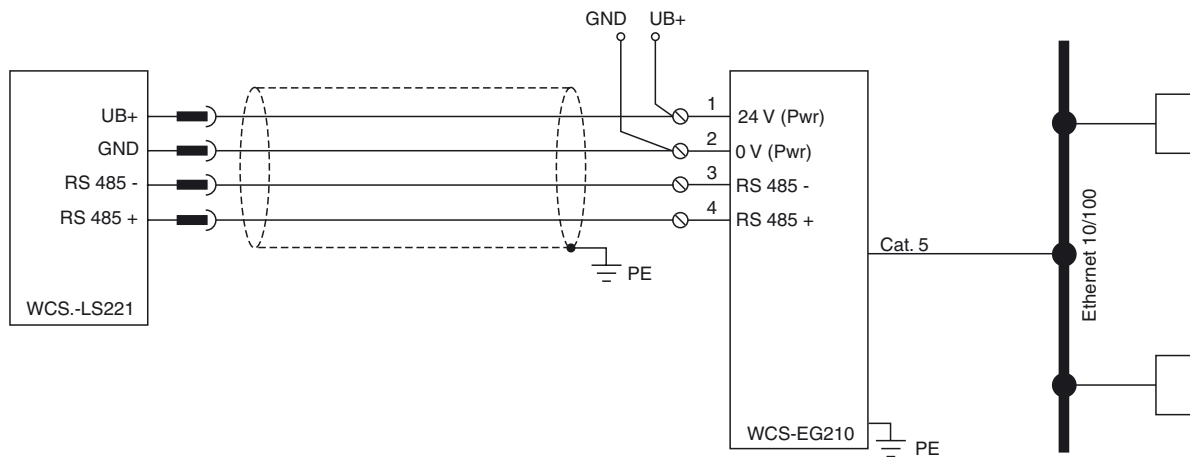 GND UB+
UB+
GND
RS 485 -
RS 485 +
WCS.-LS221
PE
1
2
3
4
24 V (Pwr)
0 V (Pwr)
RS 485 -
RS 485 +
WCS-EG210
PE
Cat. 5
Ethernet 10/100